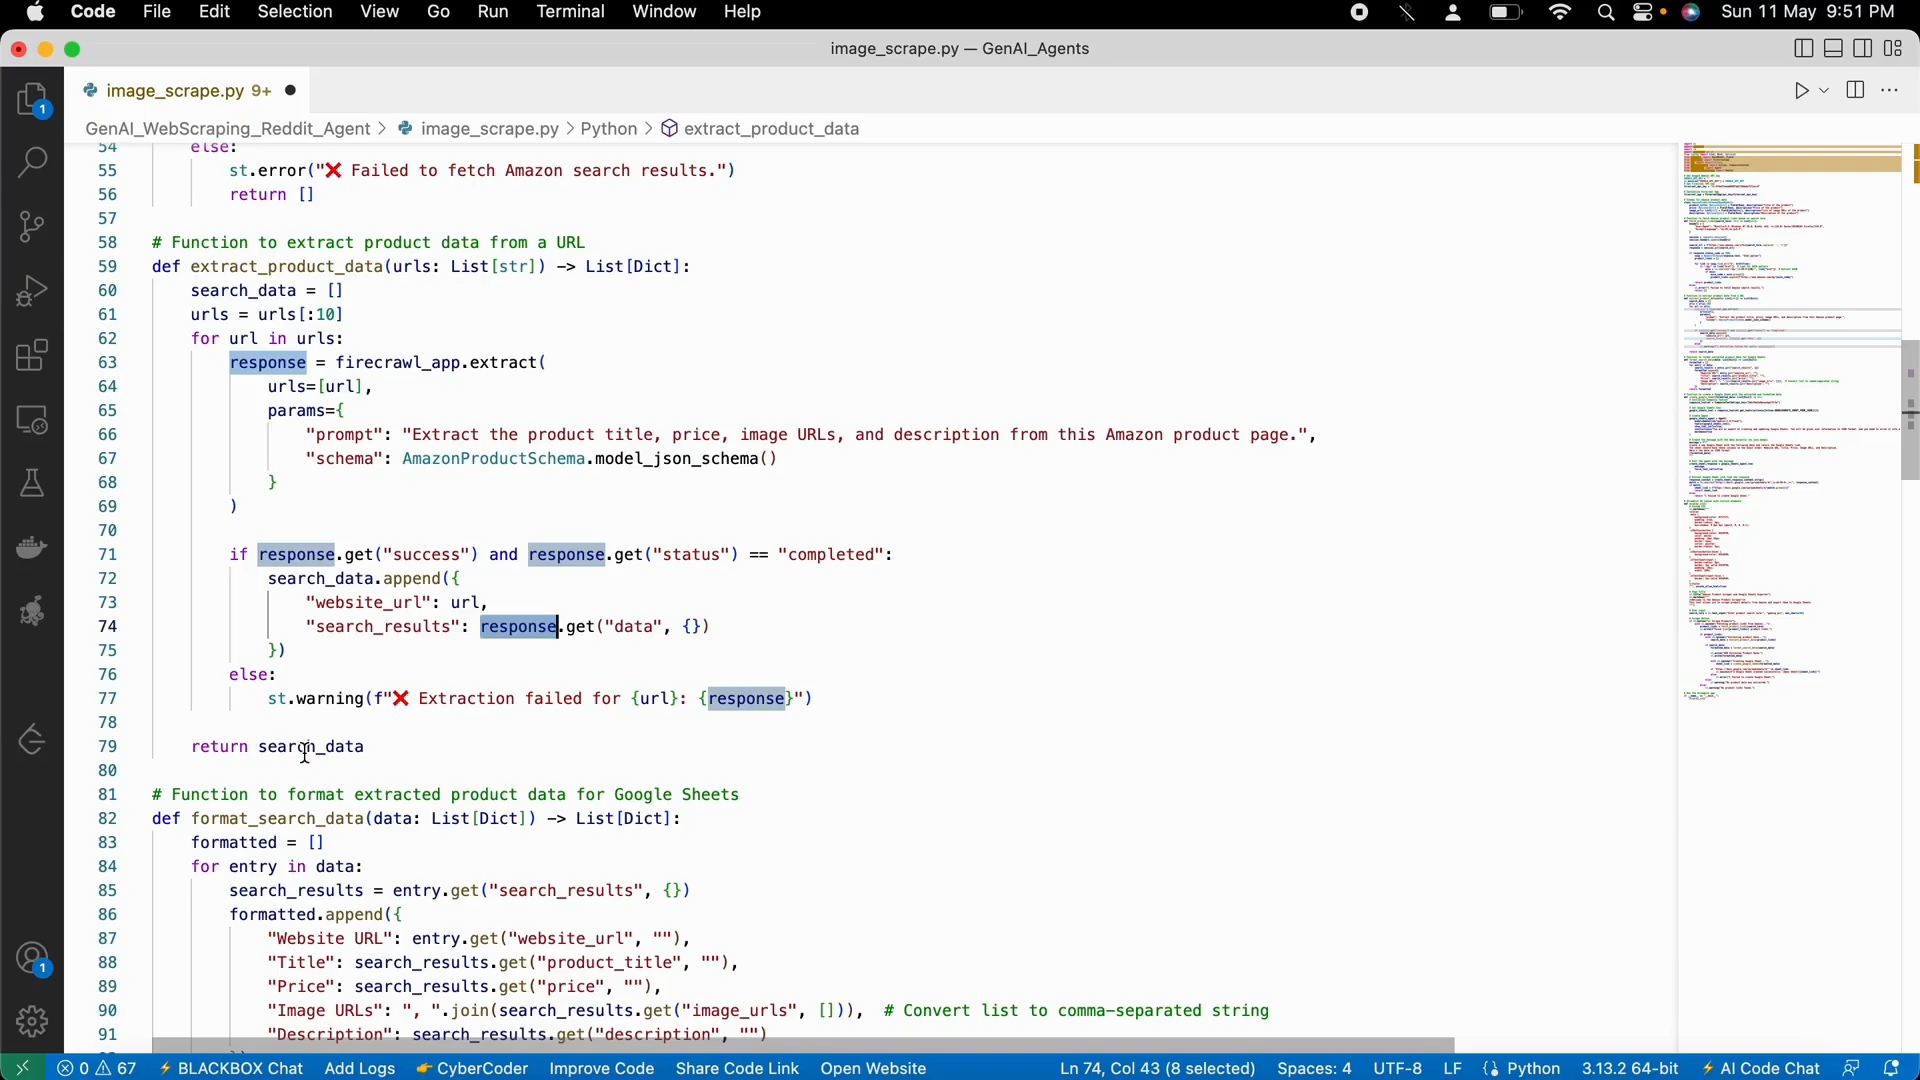 Code File Edit Selection View Go Run Terminal Window Help Sun 11 May 9:51 PM
image_scrape.py — GenAI_Agents
image_scrape.py 9+
GenAI_WebScraping_Reddit_Agent > image_scrape.py > Python > extract_product_data
54 else:
55 st.error("❌ Failed to fetch Amazon search results.")
56 return []
57
58 # Function to extract product data from a URL
59 def extract_product_data(urls: List[str]) -> List[Dict]:
60 search_data = []
61 urls = urls[:10]
62 for url in urls:
63 response = firecrawl_app.extract(
64 urls=[url],
65 params={
66 "prompt": "Extract the product title, price, image URLs, and description from this Amazon product page.",
67 "schema": AmazonProductSchema.model_json_schema()
68 }
69 )
70
71 if response.get("success") and response.get("status") == "completed":
72 search_data.append({
73 "website_url": url,
74 "search_results": response.get("data", {})
75 })
76 else:
77 st.warning(f"❌ Extraction failed for {url}: {response}")
78
79 return search_data
80
81 # Function to format extracted product data for Google Sheets
82 def format_search_data(data: List[Dict]) -> List[Dict]:
83 formatted = []
84 for entry in data:
85 search_results = entry.get("search_results", {})
86 formatted.append({
87 "Website URL": entry.get("website_url", ""),
88 "Title": search_results.get("product_title", ""),
89 "Price": search_results.get("price", ""),
90 "Image URLs": ", ".join(search_results.get("image_urls", [])), # Convert list to comma-separated string
91 "Description": search_results.get("description", "")
1
1
0 67 BLACKBOX Chat Add Logs CyberCoder Improve Code Share Code Link Open Website Ln 74, Col 43 (8 selected) Spaces: 4 UTF-8 LF Python 3.13.2 64-bit AI Code Chat